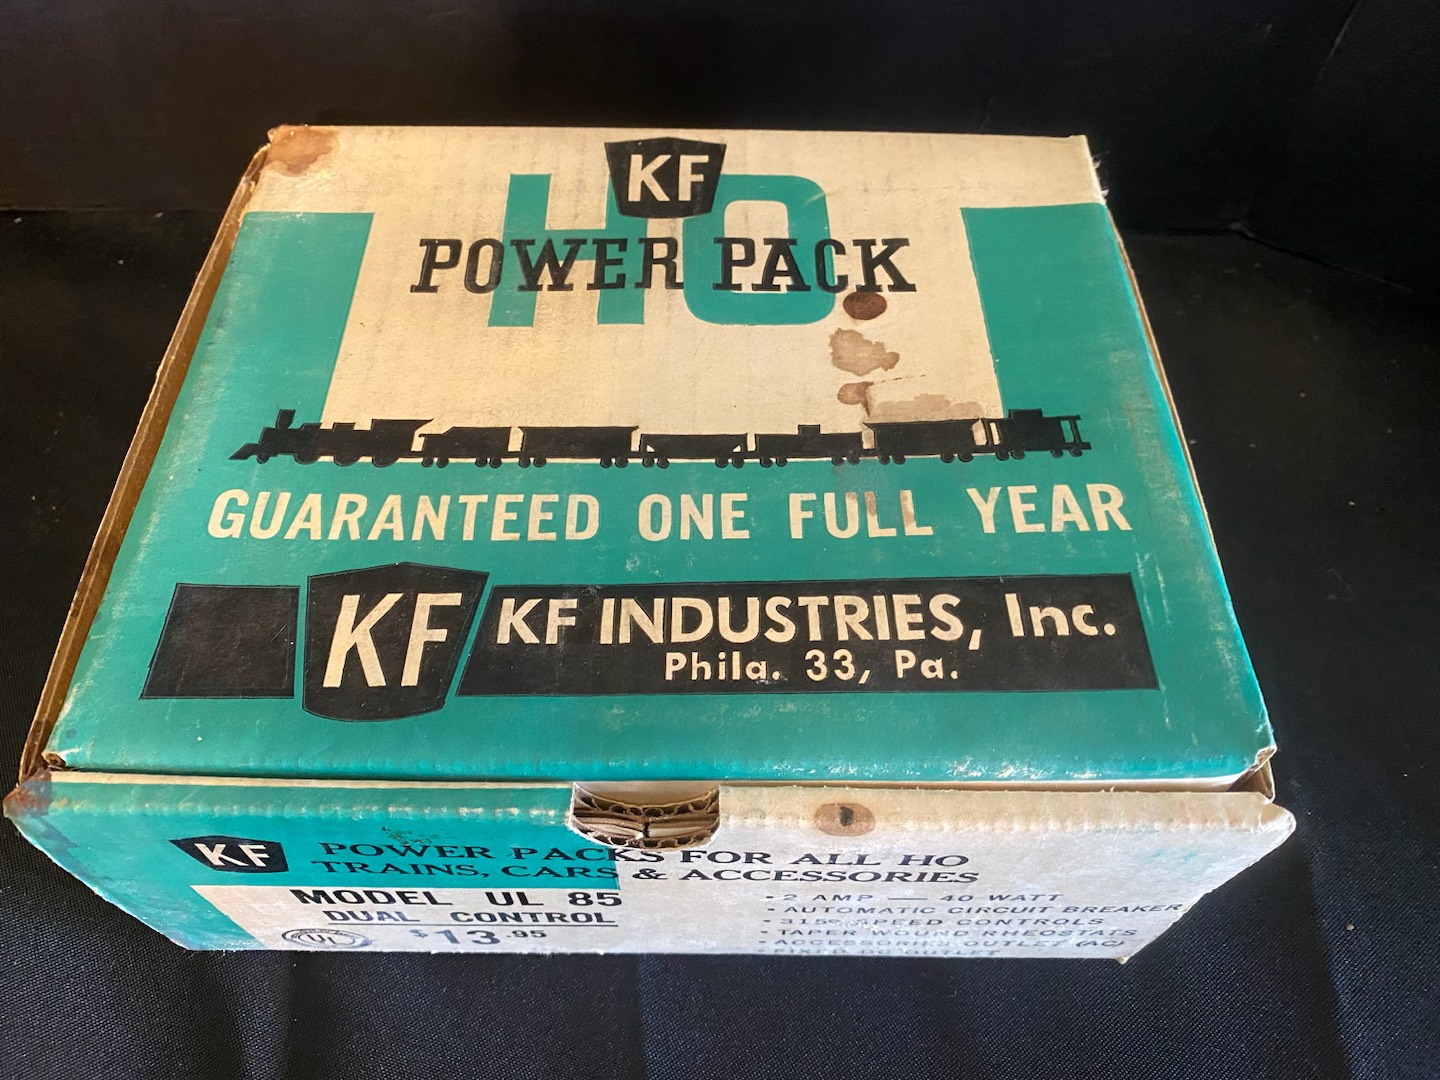 KF
HO
POWER PACK
GUARANTEED ONE FULL YEAR
KF
KF INDUSTRIES, Inc.
Phila. 33, Pa.
KF
POWER PACKS FOR ALL HO
TRAINS, CARS & ACCESSORIES
MODEL UL 85
DUAL CONTROL
UL
$13.95
• 2 AMP — 40 WATT
• AUTOMATIC CIRCUIT BREAKER
• 315° SPEED CONTROLS
• TAPER WOUND RHEOSTATS
• ACCESSORIES OUTLET (AC)
• FIXED DC OUTLET